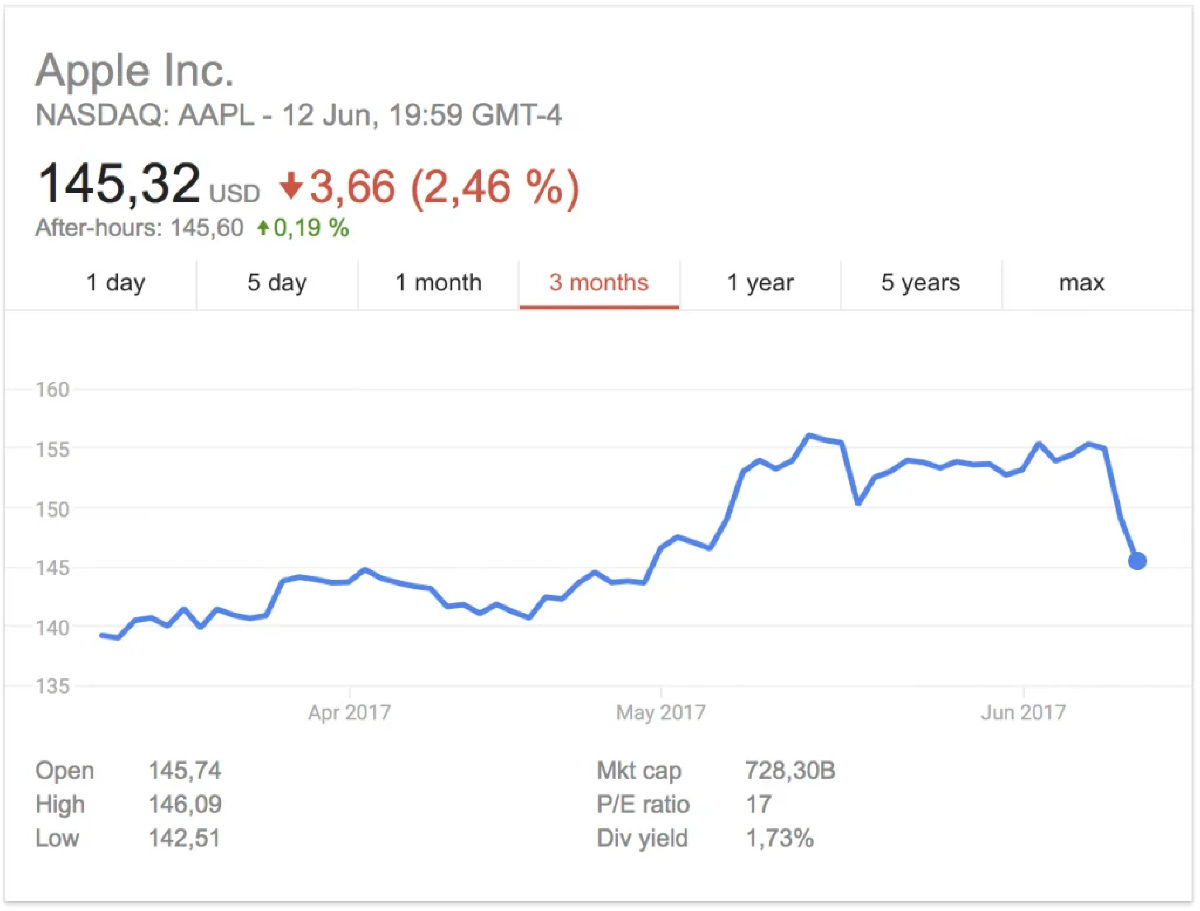 Apple Inc.
NASDAQ: AAPL - 12 Jun, 19:59 GMT-4
145,32 USD ↓3,66 (2,46 %)
After-hours: 145,60 ↑0,19 %
1 day 5 day 1 month 3 months 1 year 5 years max
160
155
150
145
140
135
Apr 2017 May 2017 Jun 2017
Open 145,74 Mkt cap 728,30B
High 146,09 P/E ratio 17
Low 142,51 Div yield 1,73%